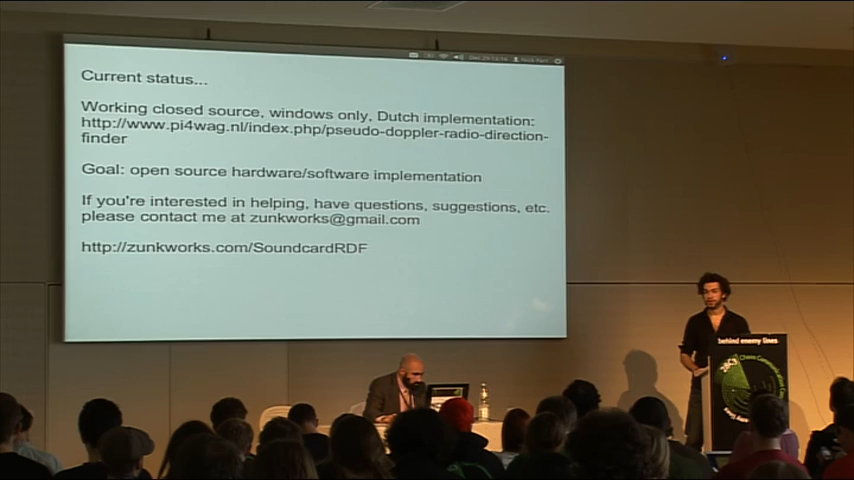 Current status...
Working closed source, windows only, Dutch implementation:
http://www.pi4wag.nl/index.php/pseudo-doppler-radio-direction-
finder
Goal: open source hardware/software implementation
If you're interested in helping, have questions, suggestions, etc.
please contact me at zunkworks@gmail.com
http://zunkworks.com/SoundcardRDF
behind enemy lines
28C3